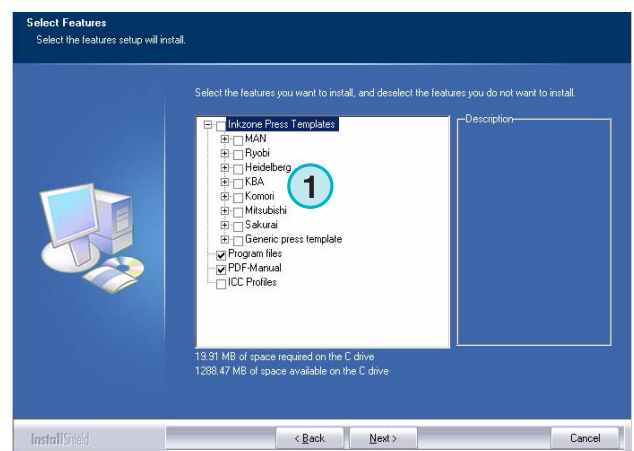 Select Features
Select the features setup will install.
Select the features you want to install, and deselect the features you do not want to install.
Inkzone Press Templates
MAN
Ryobi
Heidelberg
KBA
Komori
Mitsubishi
Sakurai
Generic press template
Program files
PDF-Manual
ICC Profiles
Description
1
19.91 MB of space required on the C drive
1288.47 MB of space available on the C drive
InstallShield
< Back
Next >
Cancel